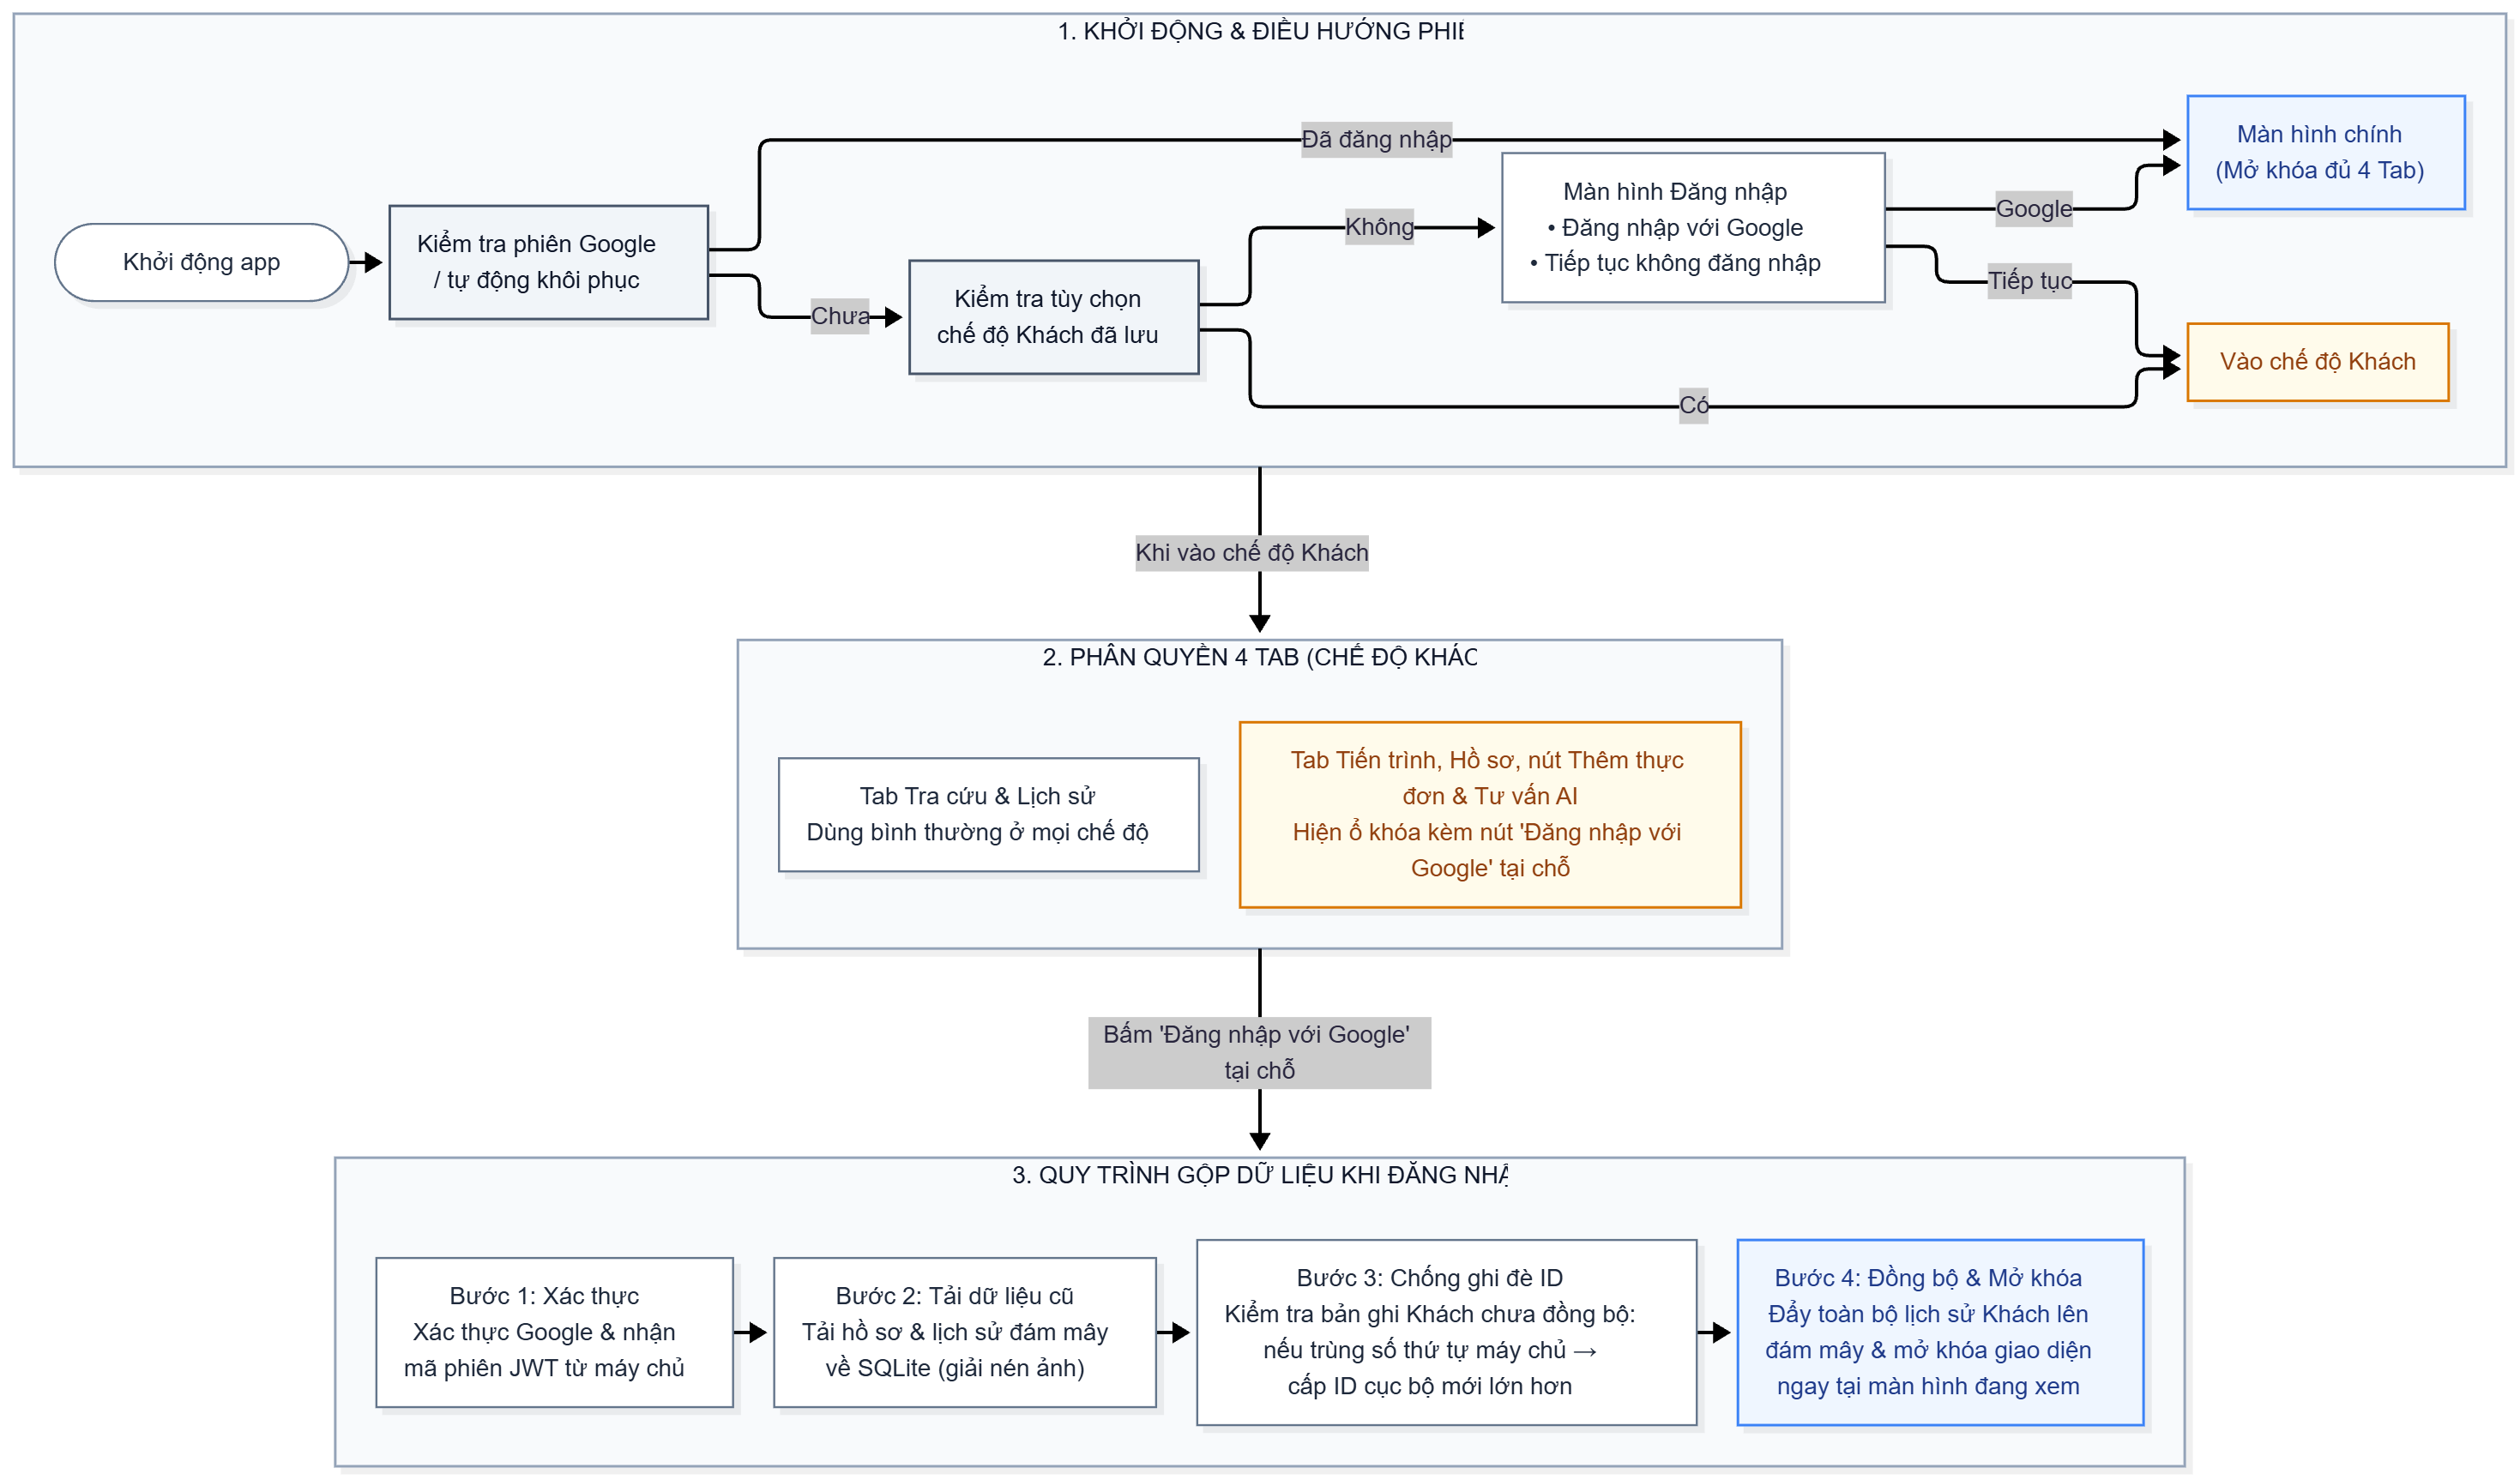 1. KHỞI ĐỘNG & ĐIỀU HƯỚNG PHIÊ
Đã đăng nhập
Màn hình chính
(Mở khóa đủ 4 Tab)
Màn hình Đăng nhập
• Đăng nhập với Google
• Tiếp tục không đăng nhập
Google
Không
Kiểm tra phiên Google
/ tự động khôi phục
Khởi động app
Tiếp tục
Chưa
Kiểm tra tùy chọn
chế độ Khách đã lưu
Vào chế độ Khách
Có
Khi vào chế độ Khách
2. PHÂN QUYỀN 4 TAB (CHẾ ĐỘ KHÁC
Tab Tra cứu & Lịch sử
Dùng bình thường ở mọi chế độ
Tab Tiến trình, Hồ sơ, nút Thêm thực
đơn & Tư vấn AI
Hiện ổ khóa kèm nút 'Đăng nhập với
Google' tại chỗ
Bấm 'Đăng nhập với Google'
tại chỗ
3. QUY TRÌNH GỘP DỮ LIỆU KHI ĐĂNG NHẬ
Bước 1: Xác thực
Xác thực Google & nhận
mã phiên JWT từ máy chủ
Bước 2: Tải dữ liệu cũ
Tải hồ sơ & lịch sử đám mây
về SQLite (giải nén ảnh)
Bước 3: Chống ghi đè ID
Kiểm tra bản ghi Khách chưa đồng bộ:
nếu trùng số thứ tự máy chủ →
cấp ID cục bộ mới lớn hơn
Bước 4: Đồng bộ & Mở khóa
Đẩy toàn bộ lịch sử Khách lên
đám mây & mở khóa giao diện
ngay tại màn hình đang xem